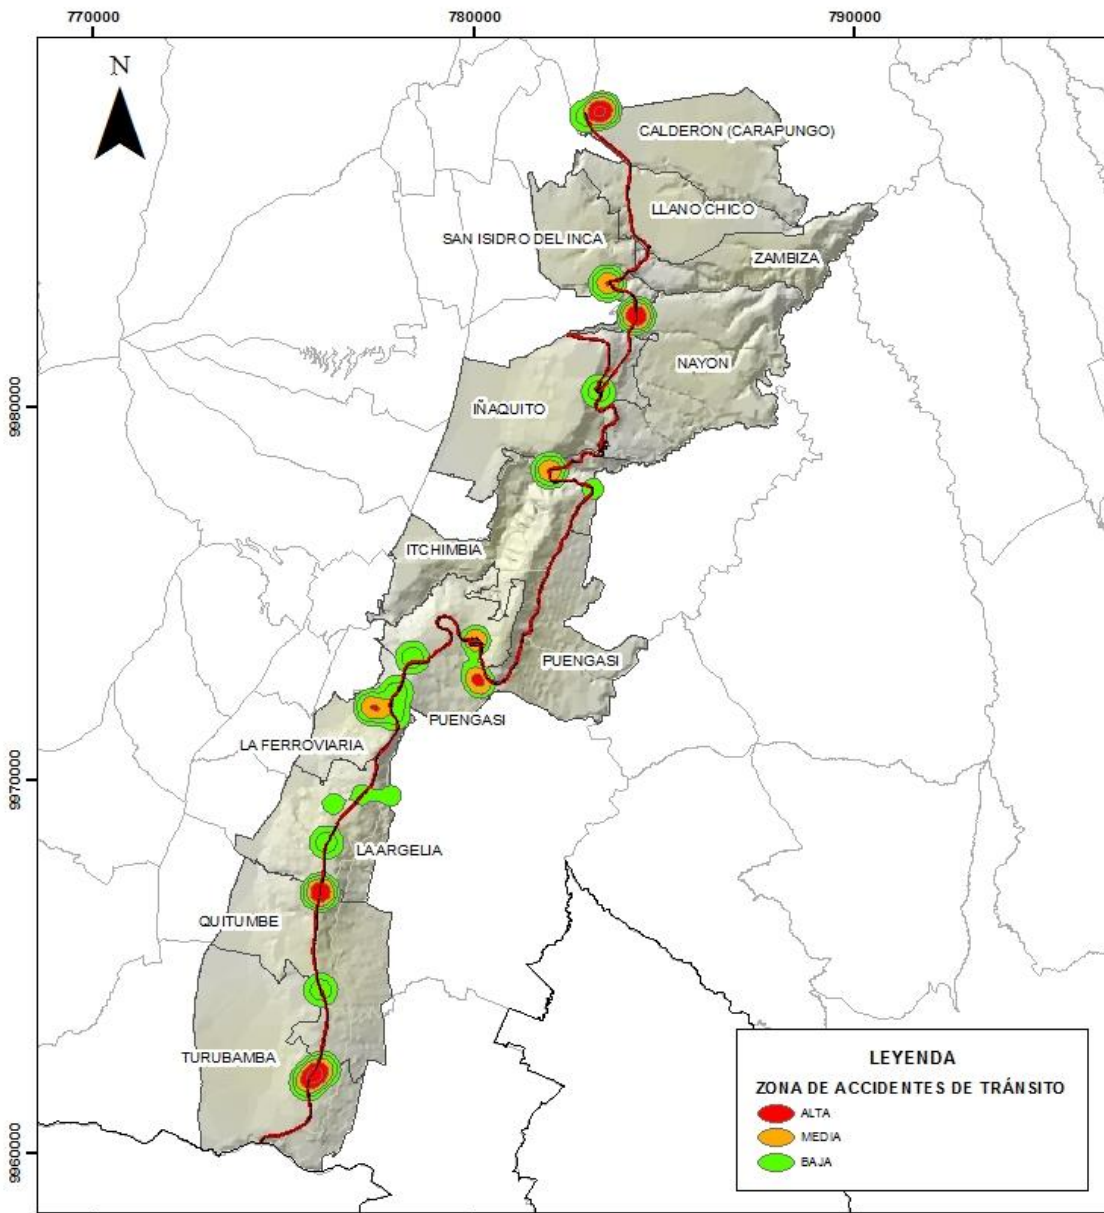 770000
780000
790000
N
CALDERON (CARAPUNGO)
LLANO CHICO
SAN ISIDRO DEL INCA
ZAMBIZA
NAYON
9980000
IÑAQUITO
ITCHIMBIA
PUENGASI
PUENGASI
LA FERROVIARIA
9970000
LA ARGELIA
QUITUMBE
TURUBAMBA
9960000
LEYENDA
ZONA DE ACCIDENTES DE TRÁNSITO
ALTA
MEDIA
BAJA